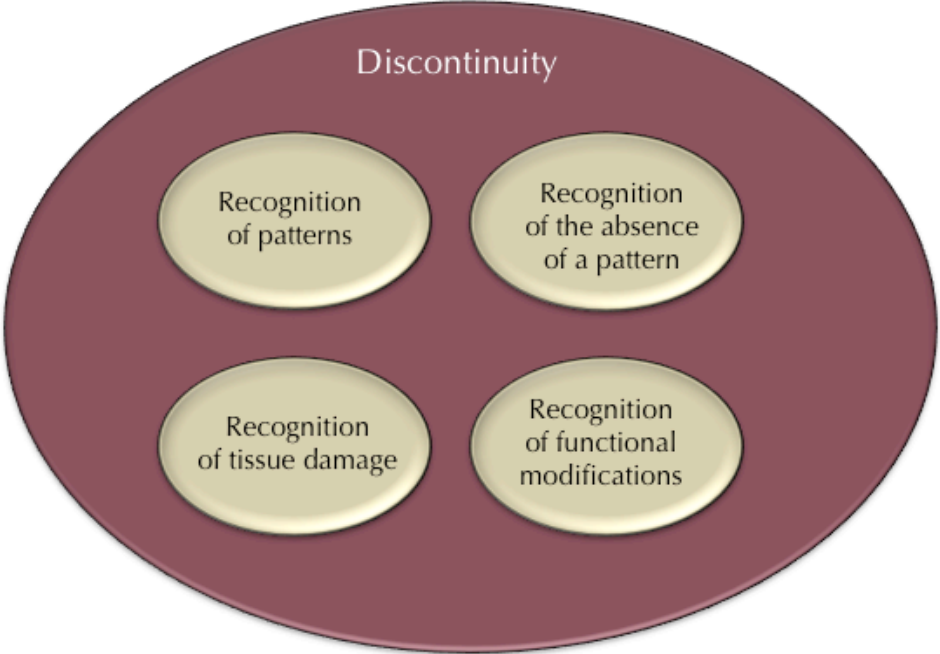 Discontinuity
Recognition
of patterns
Recognition
of the absence
of a pattern
Recognition
of tissue damage
Recognition
of functional
modifications